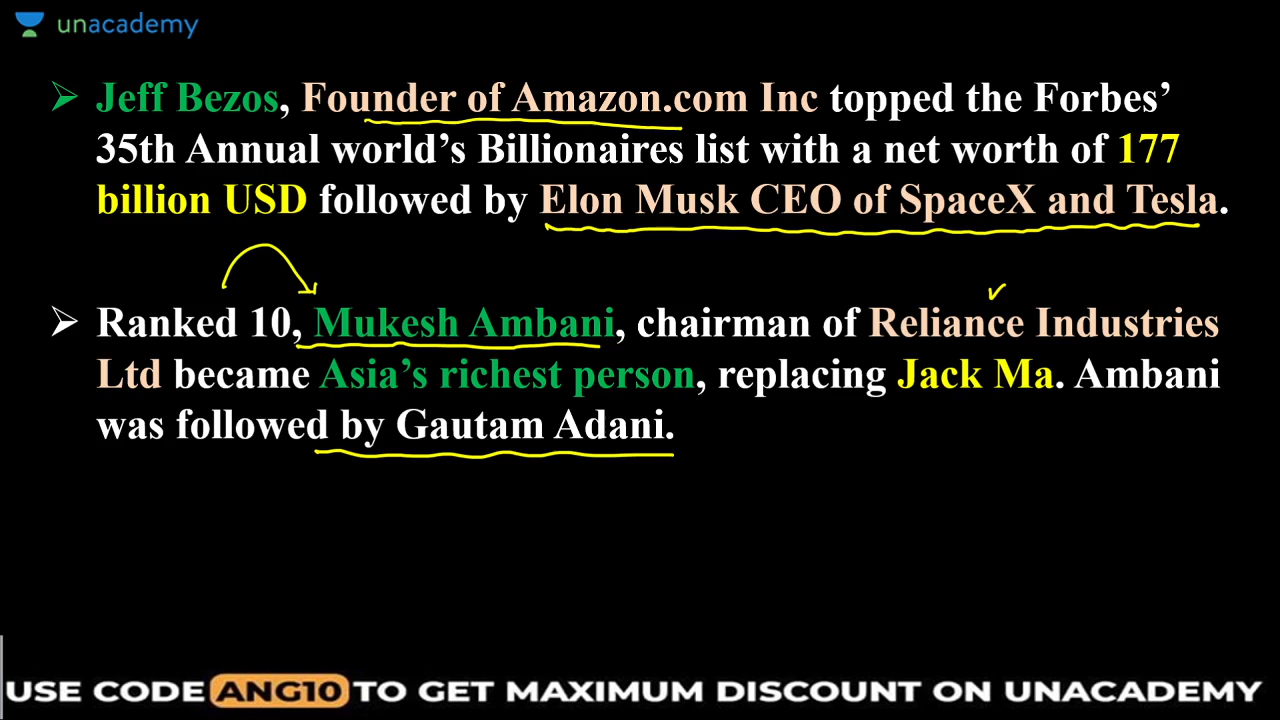 unacademy
➢ Jeff Bezos, Founder of Amazon.com Inc topped the Forbes’
35th Annual world’s Billionaires list with a net worth of 177
billion USD followed by Elon Musk CEO of SpaceX and Tesla.
➢ Ranked 10, Mukesh Ambani, chairman of Reliance Industries
Ltd became Asia’s richest person, replacing Jack Ma. Ambani
was followed by Gautam Adani.
USE CODE ANG10 TO GET MAXIMUM DISCOUNT ON UNACADEMY